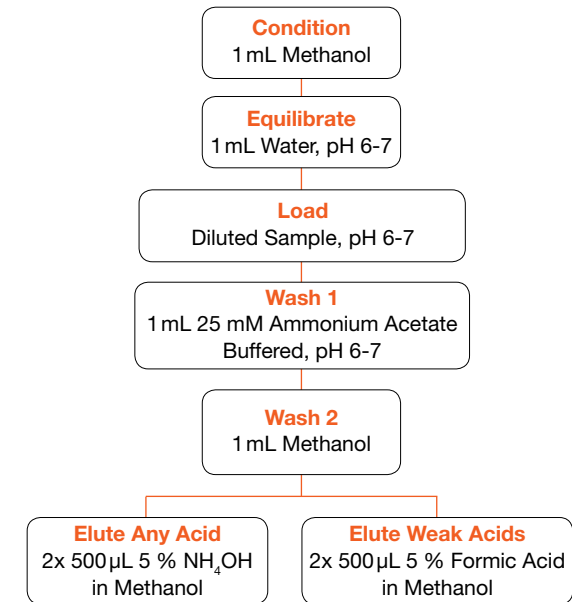 Condition
1 mL Methanol
Equilibrate
1 mL Water, pH 6-7
Load
Diluted Sample, pH 6-7
Wash 1
1 mL 25 mM Ammonium Acetate
Buffered, pH 6-7
Wash 2
1 mL Methanol
Elute Any Acid
2x 500 µL 5 % NH₄OH
in Methanol
Elute Weak Acids
2x 500 µL 5 % Formic Acid
in Methanol